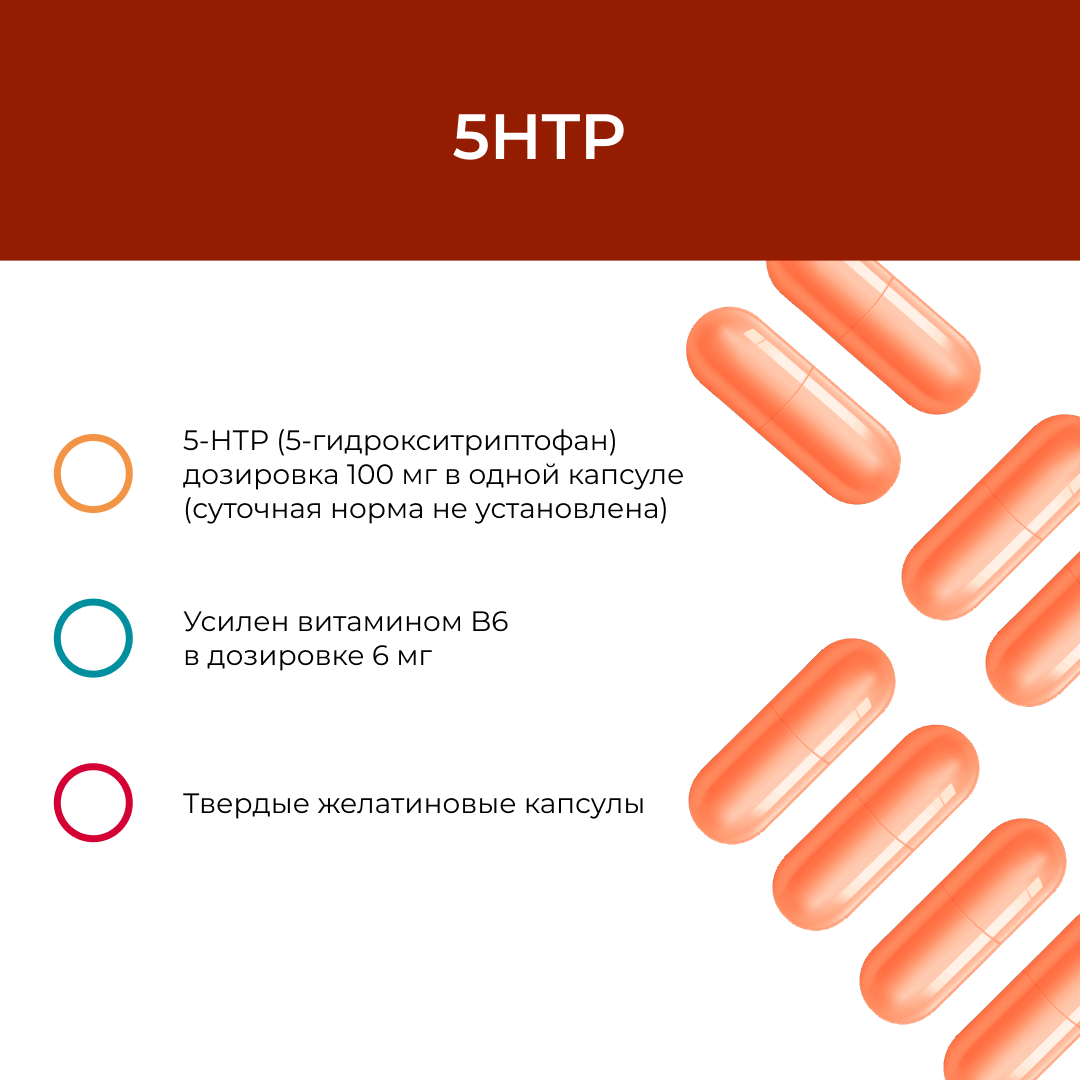 5HTP
5-HTP (5-гидрокситриптофан)
дозировка 100 мг в одной капсуле
(суточная норма не установлена)
Усилен витамином B6
в дозировке 6 мг
Твердые желатиновые капсулы